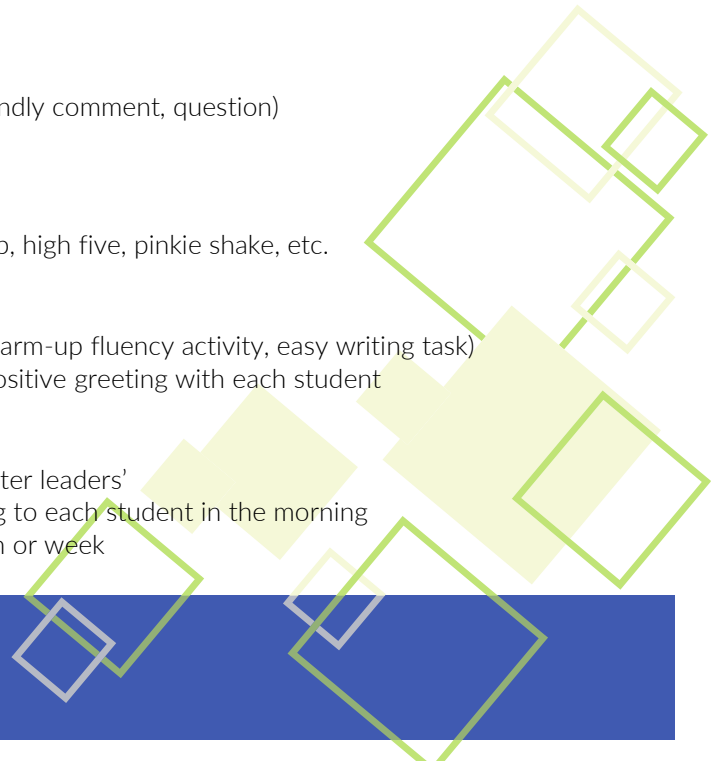 ndly comment, question)
, high five, pinkie shake, etc.
arm-up fluency activity, easy writing task)
ositive greeting with each student
ter leaders’
g to each student in the morning
or week